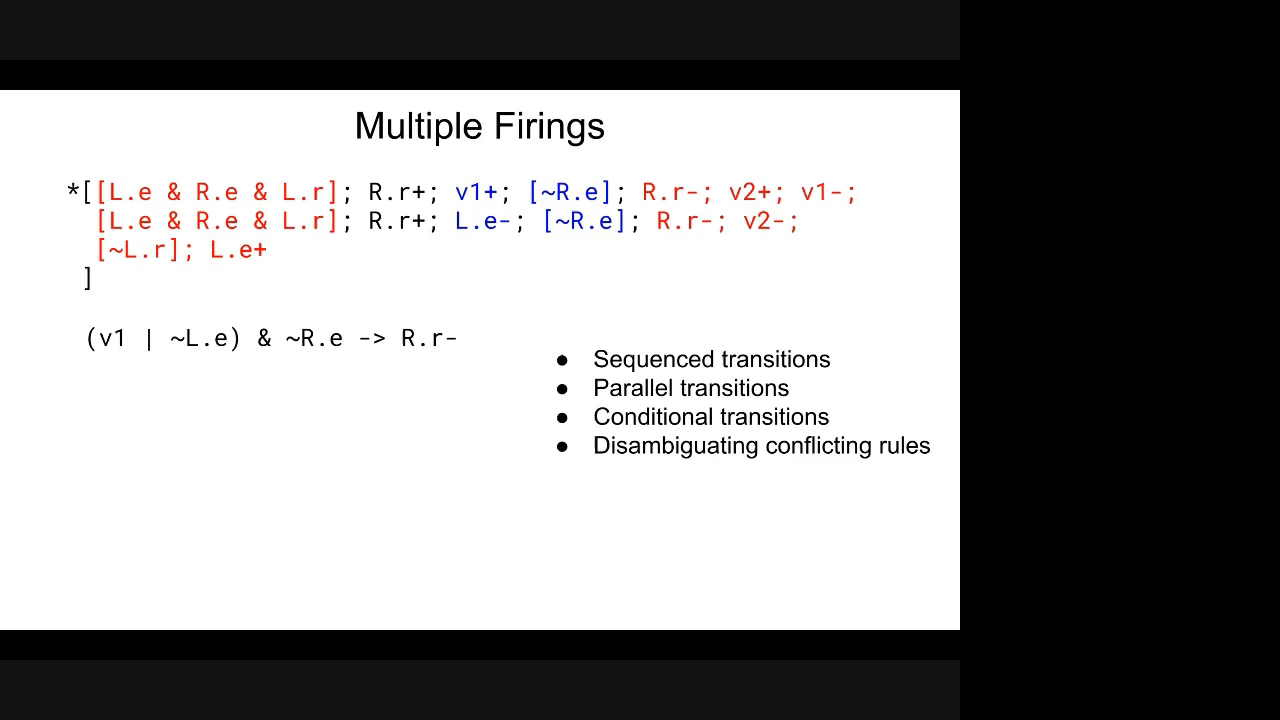 Multiple Firings
*[[L.e & R.e & L.r]; R.r+; v1+; [~R.e]; R.r-; v2+; v1-;
[L.e & R.e & L.r]; R.r+; L.e-; [~R.e]; R.r-; v2-;
[~L.r]; L.e+
]
(v1 | ~L.e) & ~R.e -> R.r-
● Sequenced transitions
● Parallel transitions
● Conditional transitions
● Disambiguating conflicting rules